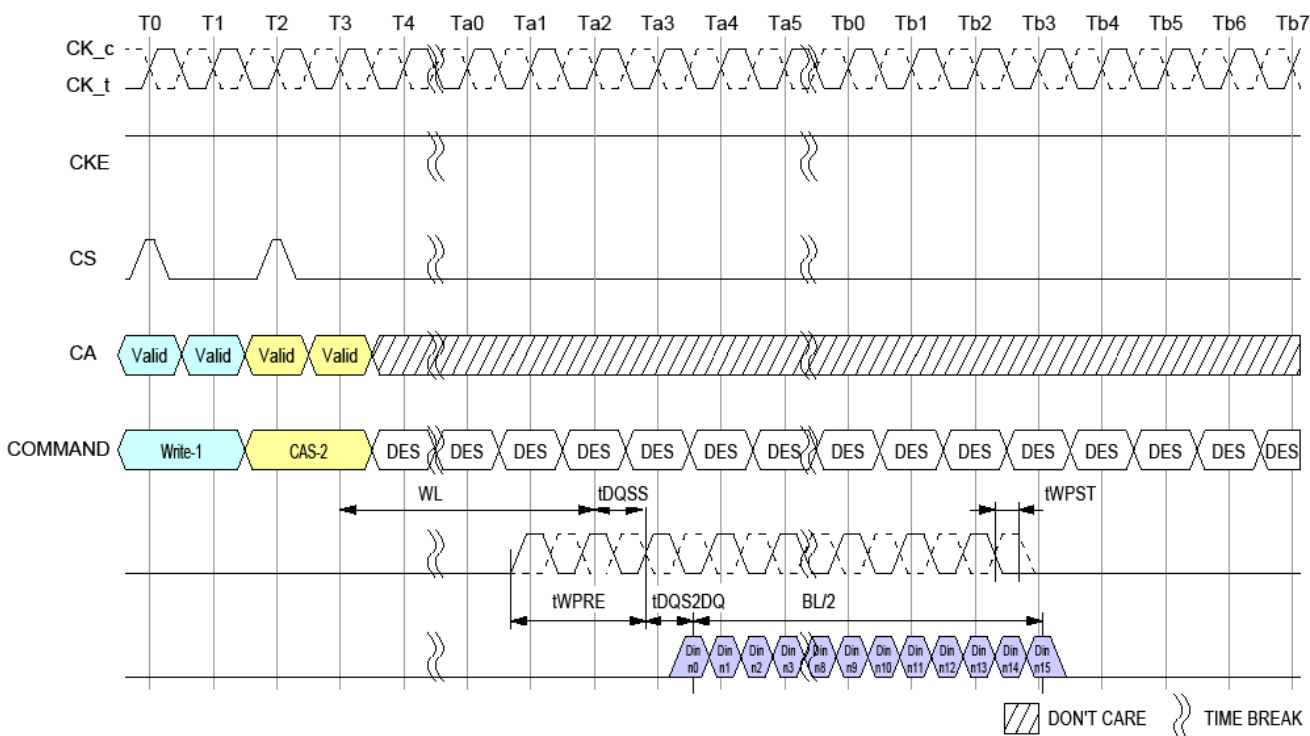 T0 T1 T2 T3 T4 Ta0 Ta1 Ta2 Ta3 Ta4 Ta5 Tb0 Tb1 Tb2 Tb3 Tb4 Tb5 Tb6 Tb7
CK_c
CK_t
CKE
CS
CA Valid Valid Valid Valid
COMMAND Write-1 CAS-2 DES DES DES DES DES DES DES DES DES DES DES DES DES DES DES
WL tDQSS tWPST
tWPRE tDQS2DQ BL/2
Din Din Din Din Din Din Din Din Din Din Din Din
n0 n1 n2 n3 n8 n9 n10 n11 n12 n13 n14 n15
DON'T CARE TIME BREAK